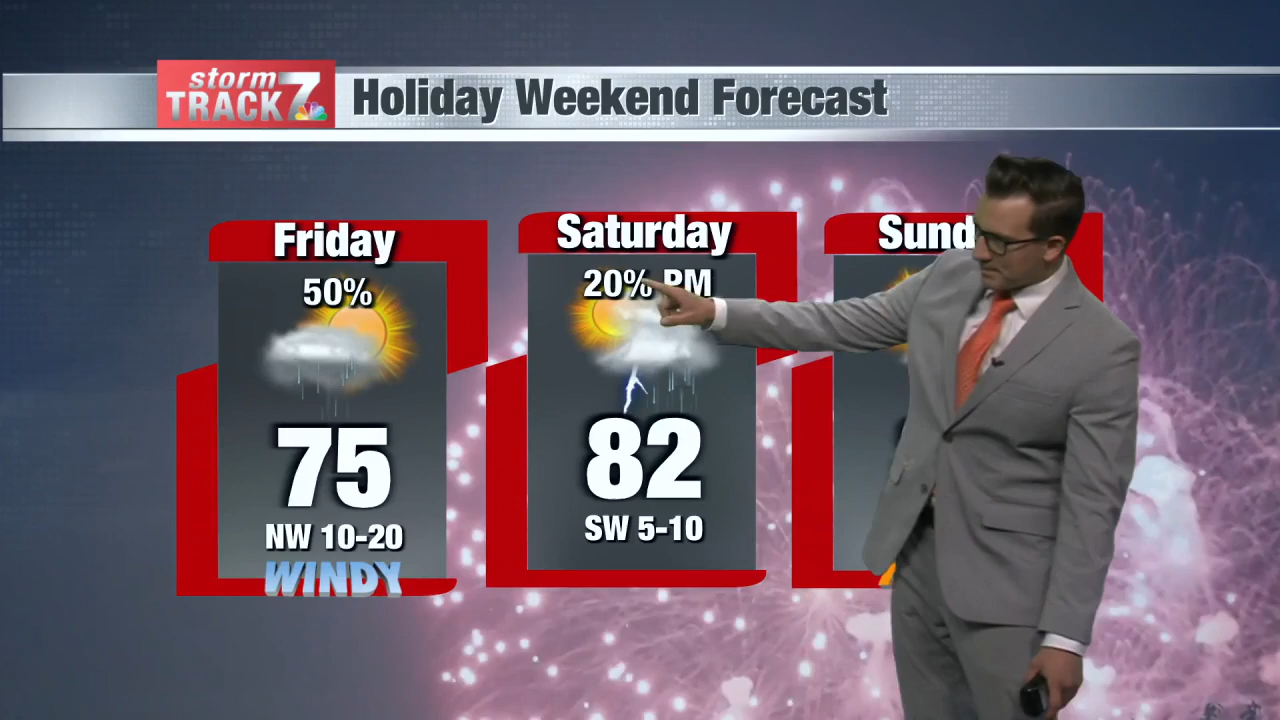 storm
TRACK 7
Holiday Weekend Forecast
Friday
50%
75
NW 10-20
WINDY
Saturday
20% PM
82
SW 5-10
Sund